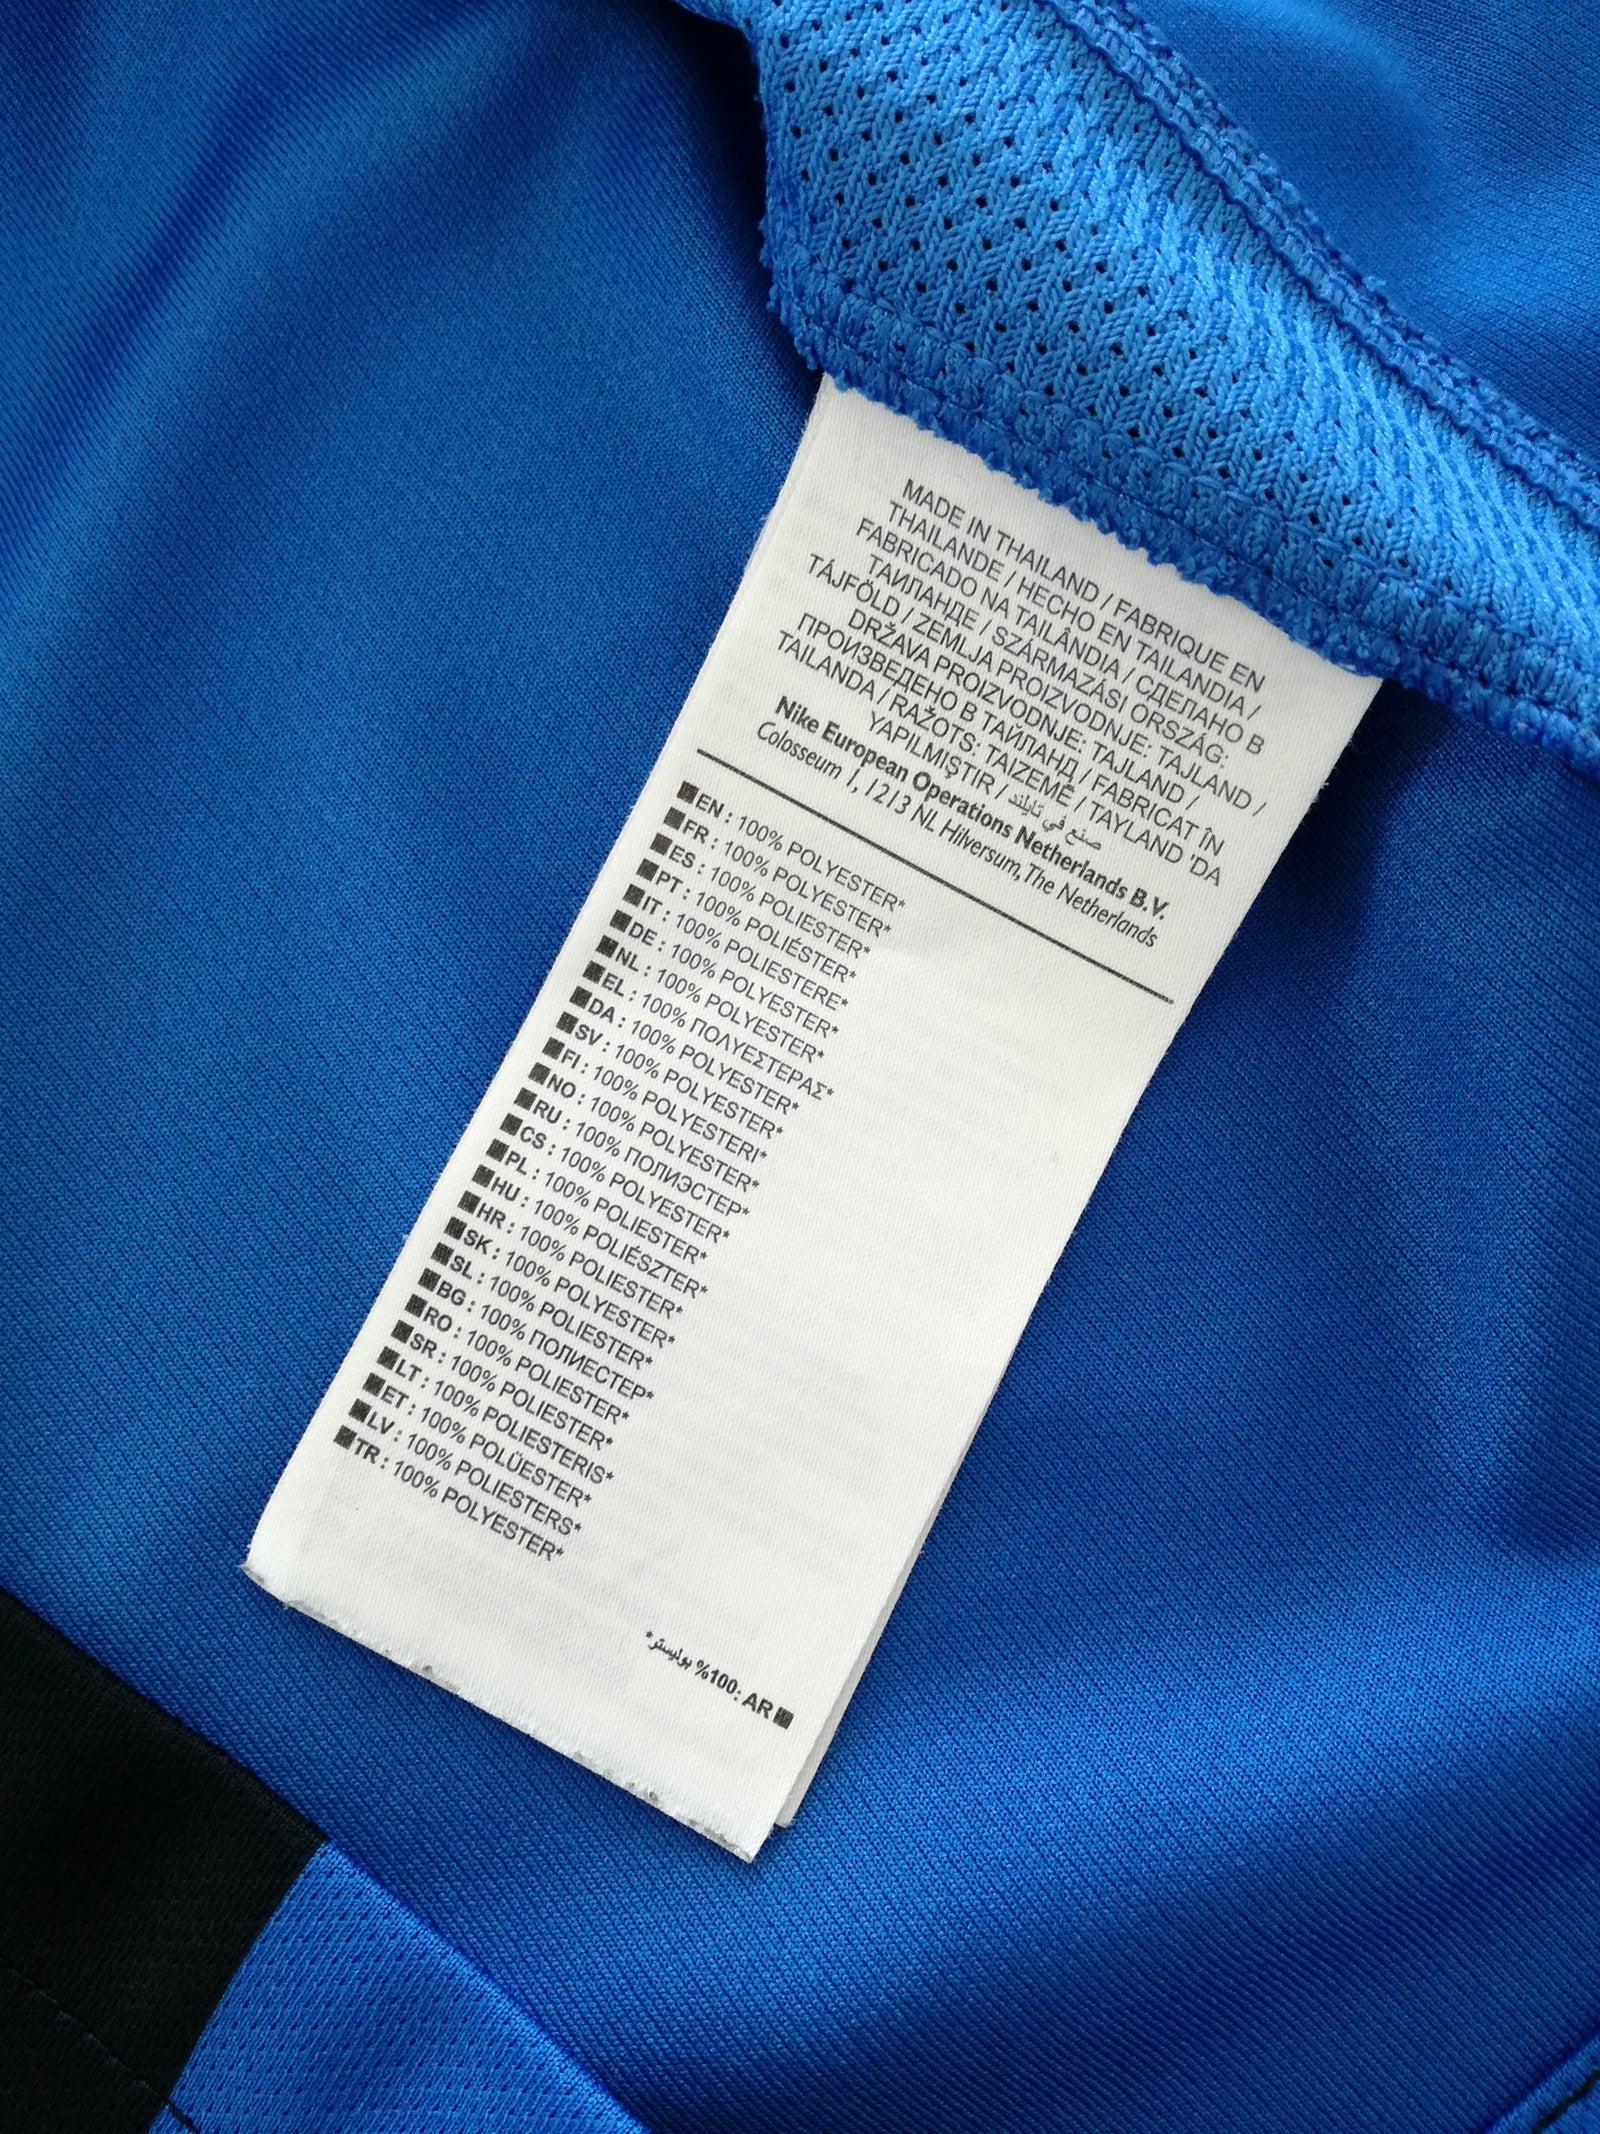 MADE IN THAILAND / FABRIQUE EN
THAILANDE / HECHO EN TAILANDIA /
FABRICADO NA TAILÂNDIA / СДЕЛАНО В
ТАИЛАНДЕ / SZÁRMAZÁSI ORSZÁG:
TÁJFÖLD / ZEMLJA PROIZVODNJE: TAJLAND /
DRŽAVA PROIZVODNJE: TAJLAND /
ПРОИЗВЕДЕНО В ТАЙЛАНД / FABRICAT ÎN
TAILANDA / RAŽOTS: TAIZEMĒ / TAYLAND 'DA
YAPILMIŞTIR / صنع في تايلند
Nike European Operations Netherlands B.V.
Colosseum 1, 1213 NL Hilversum, The Netherlands
EN : 100% POLYESTER*
FR : 100% POLYESTER*
ES : 100% POLIESTER*
PT : 100% POLIÉSTER*
IT : 100% POLIESTERE*
DE : 100% POLYESTER*
NL : 100% POLYESTER*
EL : 100% ΠΟΛΥΕΣΤΕΡΑΣ*
DA : 100% POLYESTER*
SV : 100% POLYESTER*
FI : 100% POLYESTERI*
NO : 100% POLYESTER*
RU : 100% ПОЛИЭСТЕР*
CS : 100% POLYESTER*
PL : 100% POLIESTER*
HU : 100% POLIÉSZTER*
HR : 100% POLIESTER*
SK : 100% POLYESTER*
SL : 100% POLIESTER*
BG : 100% ПОЛИЕСТЕР*
RO : 100% POLIESTER*
SR : 100% POLIESTER*
LT : 100% POLIESTERIS*
ET : 100% POLÜESTER*
LV : 100% POLIESTERS*
TR : 100% POLYESTER*
*بوليستر %100: AR